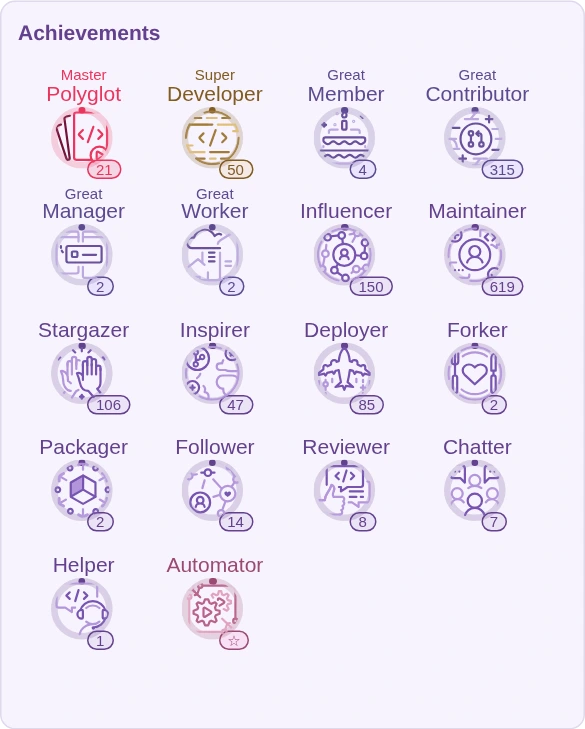 Achievements
Master Super Great Great
Polyglot Developer Member Contributor
21 50 4 315
Great Great
Manager Worker Influencer Maintainer
2 2 150 619
Stargazer Inspirer Deployer Forker
106 47 85 2
Packager Follower Reviewer Chatter
2 14 8 7
Helper Automator
1 ☆